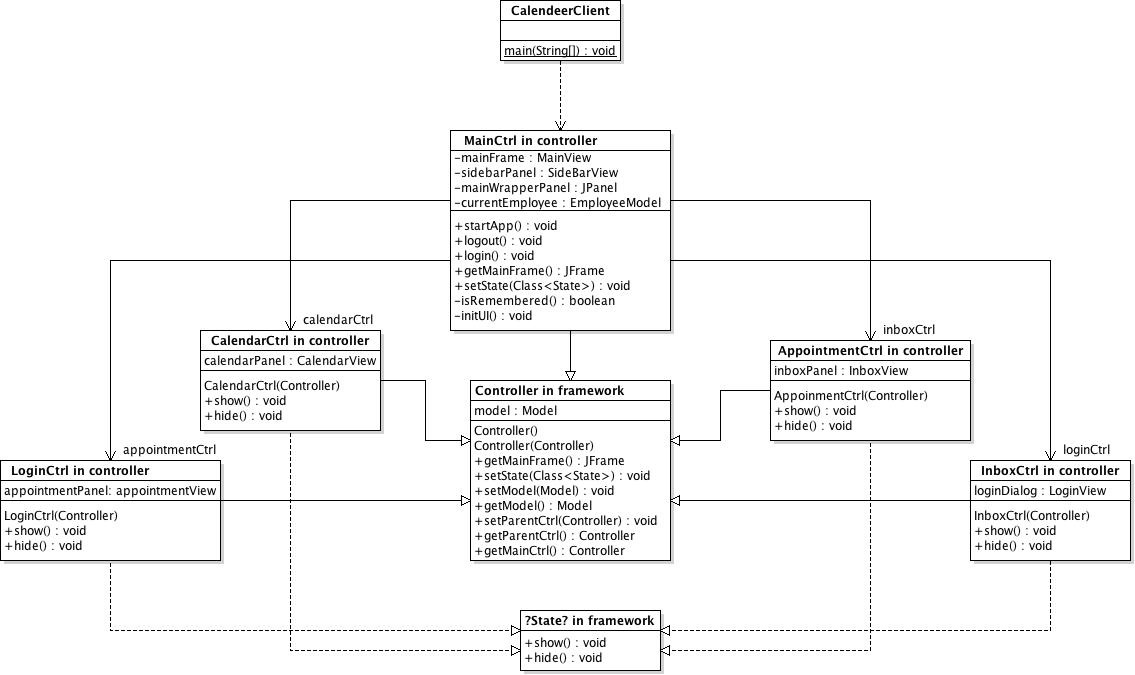 CalendeerClient
main(String[]) : void
MainCtrl in controller
-mainFrame : MainView
-sidebarPanel : SideBarView
-mainWrapperPanel : JPanel
-currentEmployee : EmployeeModel
+startApp() : void
+logout() : void
+login() : void
+getMainFrame() : JFrame
+setState(Class<State>) : void
-isRemembered() : boolean
-initUI() : void
calendarCtrl
CalendarCtrl in controller
calendarPanel : CalendarView
CalendarCtrl(Controller)
+show() : void
+hide() : void
inboxCtrl
AppointmentCtrl in controller
inboxPanel : InboxView
AppoinmentCtrl(Controller)
+show() : void
+hide() : void
Controller in framework
model : Model
Controller()
Controller(Controller)
+getMainFrame() : JFrame
+setState(Class<State>) : void
+setModel(Model) : void
+getModel() : Model
+setParentCtrl(Controller) : void
+getParentCtrl() : Controller
+getMainCtrl() : Controller
appointmentCtrl
LoginCtrl in controller
appointmentPanel: appointmentView
LoginCtrl(Controller)
+show() : void
+hide() : void
loginCtrl
InboxCtrl in controller
loginDialog : LoginView
InboxCtrl(Controller)
+show() : void
+hide() : void
?State? in framework
+show() : void
+hide() : void